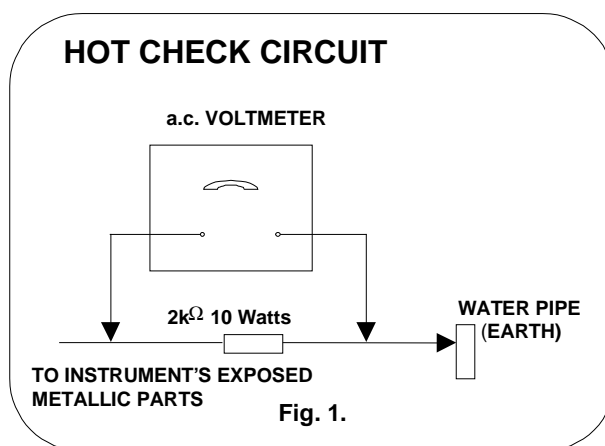 HOT CHECK CIRCUIT
a.c. VOLTMETER
2kΩ 10 Watts
WATER PIPE
(EARTH)
TO INSTRUMENT'S EXPOSED
METALLIC PARTS
Fig. 1.